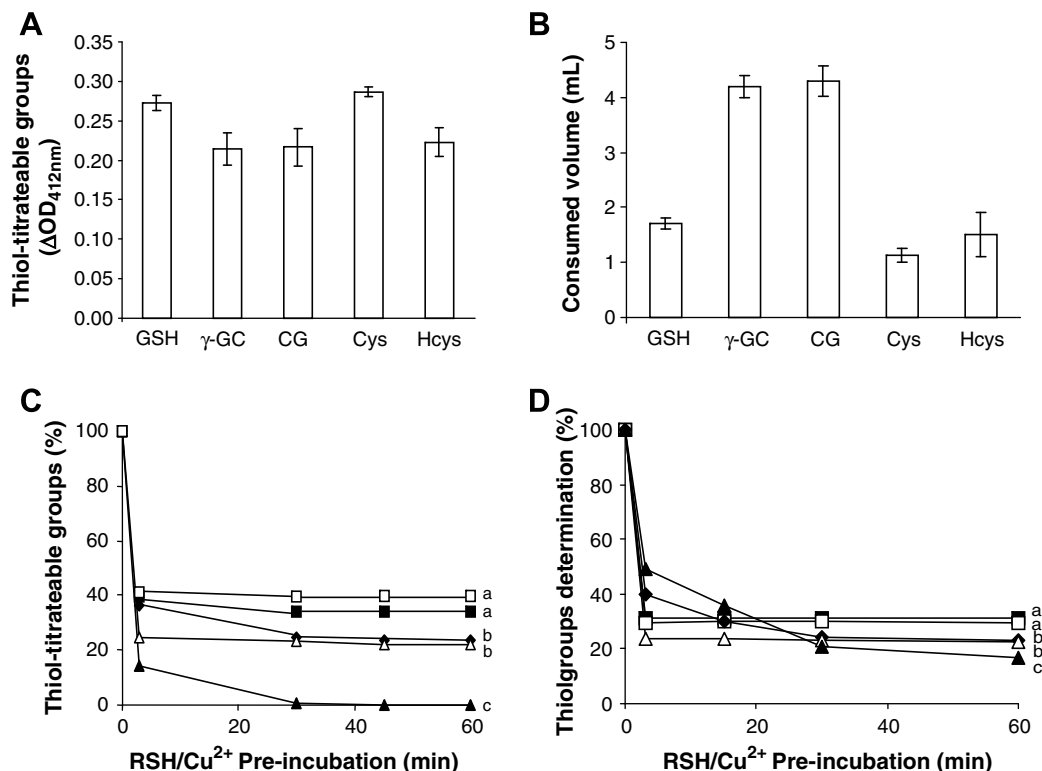 A
Thiol-titrateable groups
(ΔOD412nm)
0.35
0.30
0.25
0.20
0.15
0.10
0.05
0.00
GSH γ-GC CG Cys Hcys
B
Consumed volume (mL)
5
4
3
2
1
0
GSH γ-GC CG Cys Hcys
C
Thiol-titrateable groups (%)
100
80
60
40
20
0
0 20 40 60
a
a
b
b
c
RSH/Cu²⁺ Pre-incubation (min)
D
Thiolgroups determination (%)
100
80
60
40
20
0
0 20 40 60
a
a
b
b
c
RSH/Cu²⁺ Pre-incubation (min)